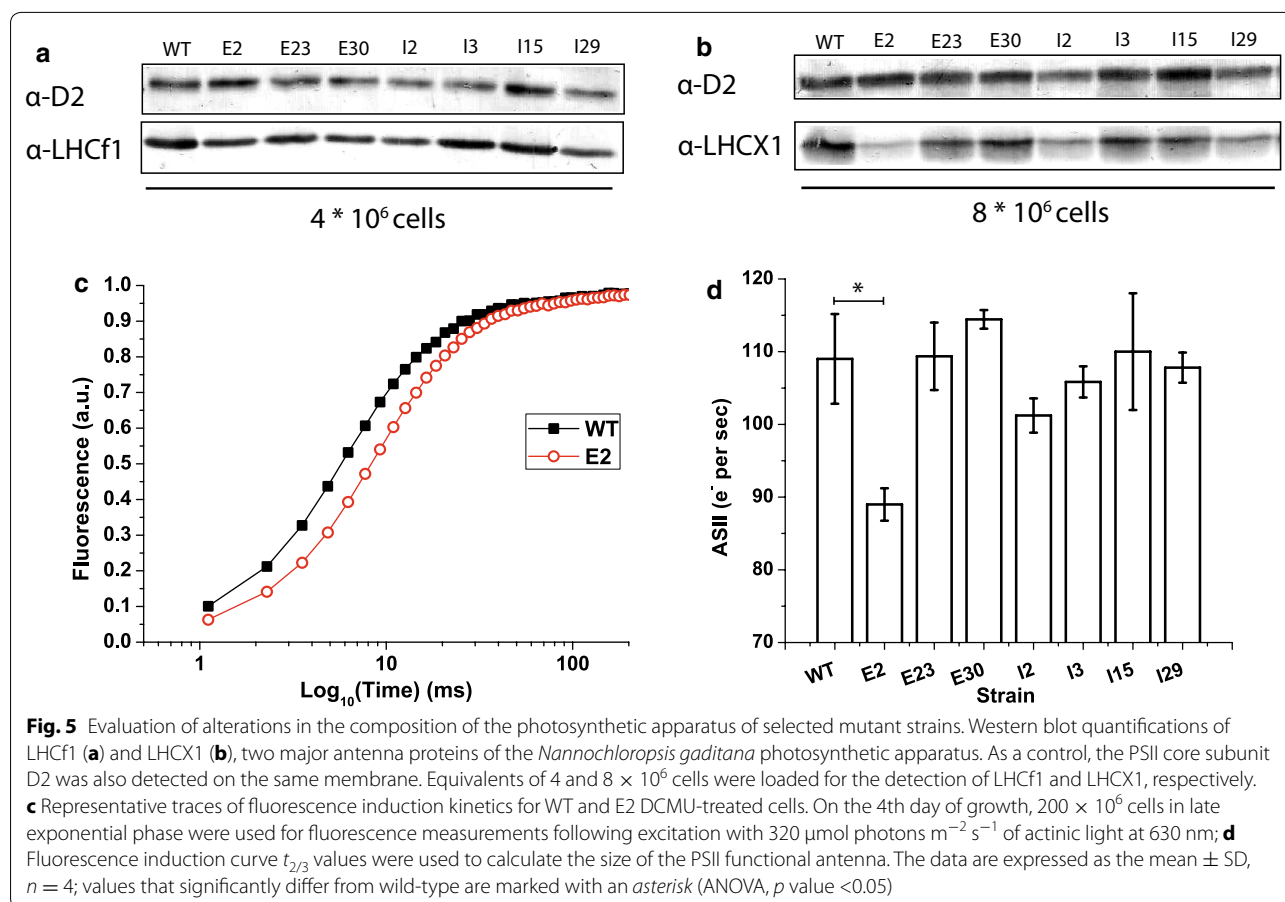 a
WT E2 E23 E30 I2 I3 I15 I29
α-D2
α-LHCf1
4 * 10⁶ cells
b
WT E2 E23 E30 I2 I3 I15 I29
α-D2
α-LHCX1
8 * 10⁶ cells
c
1.0
0.9
0.8
0.7
0.6
0.5
0.4
0.3
0.2
0.1
0.0
Fluorescence (a.u.)
WT
E2
1 10 100
Log₁₀(Time) (ms)
d
120
110
100
90
80
70
ASII (e⁻ per sec)
*
WT E2 E23 E30 I2 I3 I15 I29
Strain
Fig. 5 Evaluation of alterations in the composition of the photosynthetic apparatus of selected mutant strains. Western blot quantifications of
LHCf1 (a) and LHCX1 (b), two major antenna proteins of the Nannochloropsis gaditana photosynthetic apparatus. As a control, the PSII core subunit
D2 was also detected on the same membrane. Equivalents of 4 and 8 × 10⁶ cells were loaded for the detection of LHCf1 and LHCX1, respectively.
c Representative traces of fluorescence induction kinetics for WT and E2 DCMU-treated cells. On the 4th day of growth, 200 × 10⁶ cells in late
exponential phase were used for fluorescence measurements following excitation with 320 μmol photons m⁻² s⁻¹ of actinic light at 630 nm; d
Fluorescence induction curve t₂/₃ values were used to calculate the size of the PSII functional antenna. The data are expressed as the mean ± SD,
n = 4; values that significantly differ from wild-type are marked with an asterisk (ANOVA, p value <0.05)